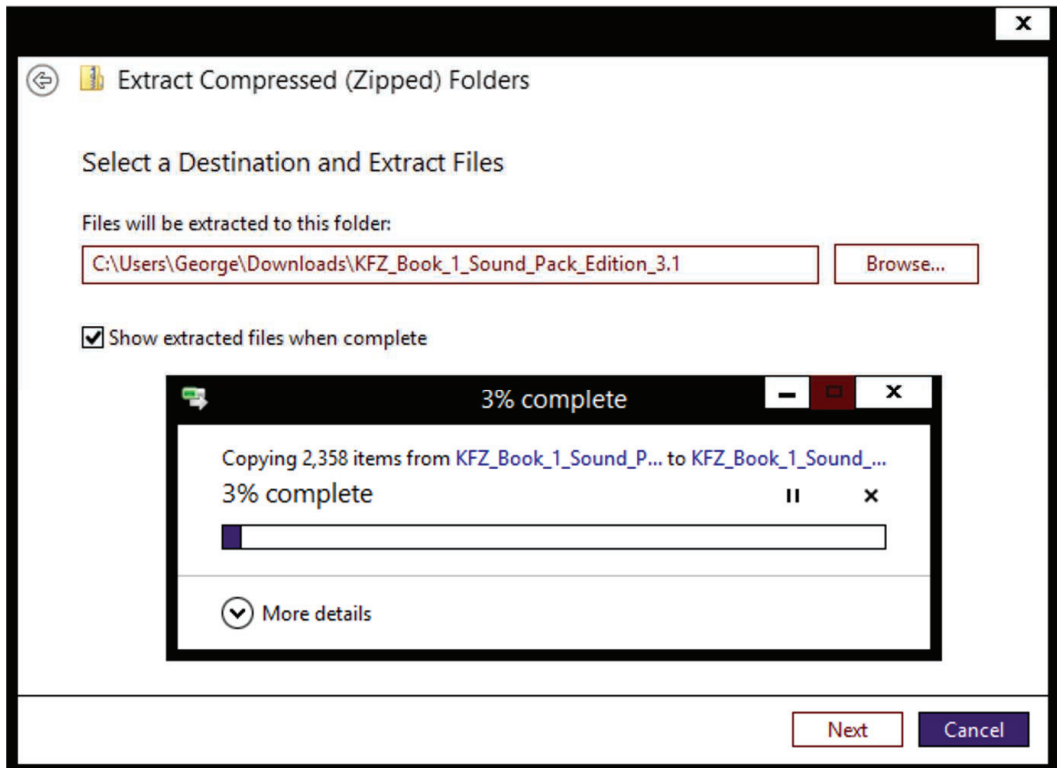 Extract Compressed (Zipped) Folders
Select a Destination and Extract Files
Files will be extracted to this folder:
C:\Users\George\Downloads\KFZ_Book_1_Sound_Pack_Edition_3.1
Browse...
Show extracted files when complete
3% complete
Copying 2,358 items from KFZ_Book_1_Sound_P... to KFZ_Book_1_Sound_...
3% complete
More details
Next
Cancel